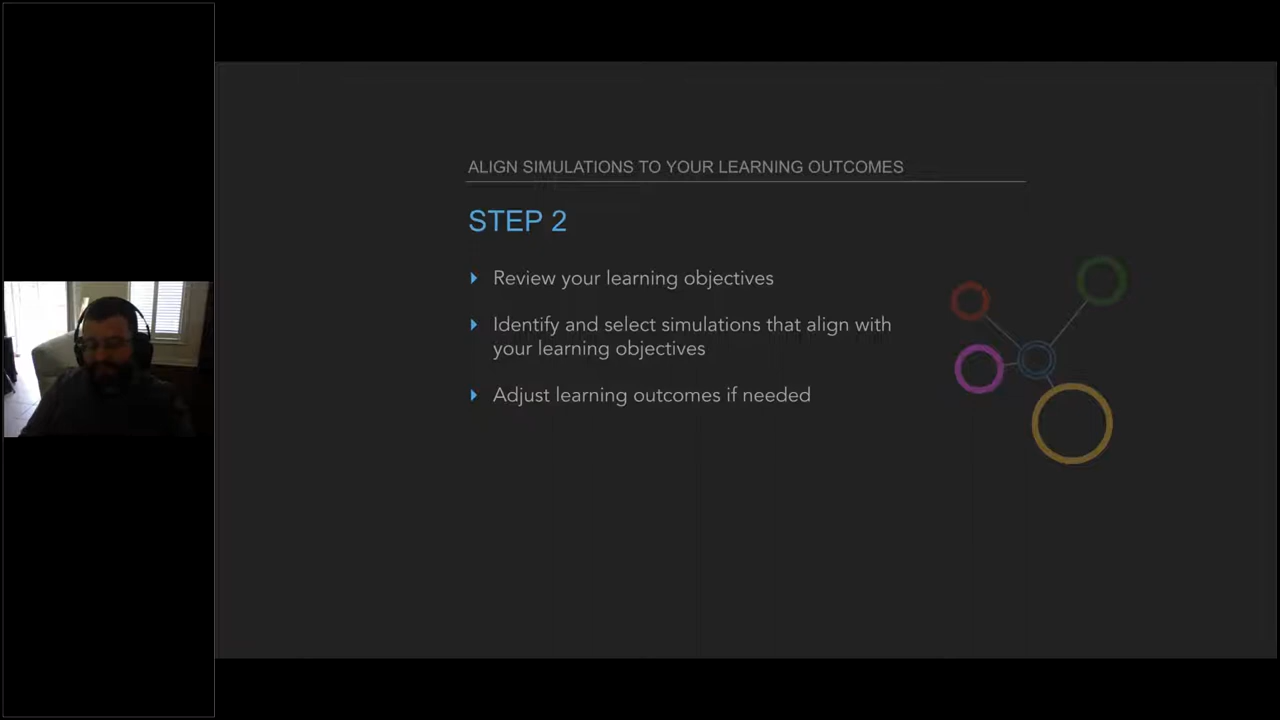 ALIGN SIMULATIONS TO YOUR LEARNING OUTCOMES
STEP 2
Review your learning objectives
Identify and select simulations that align with
your learning objectives
Adjust learning outcomes if needed